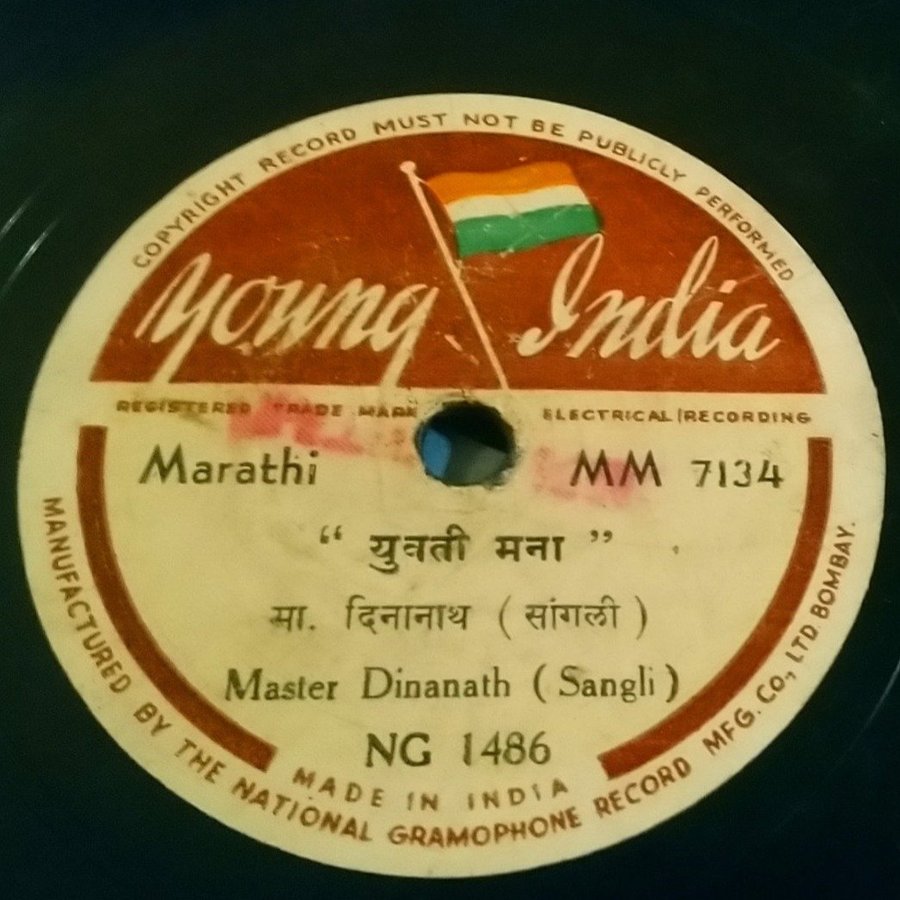 COPYRIGHT RECORD MUST NOT BE PUBLICLY PERFORMED
Young India
REGISTERED TRADE MARK ELECTRICAL RECORDING
Marathi MM 7134
“ युवती मना ”
मा. दिनानाथ ( सांगली )
Master Dinanath ( Sangli )
NG 1486
MADE IN INDIA
MANUFACTURED BY THE NATIONAL GRAMOPHONE RECORD MFG. CO., LTD BOMBAY.